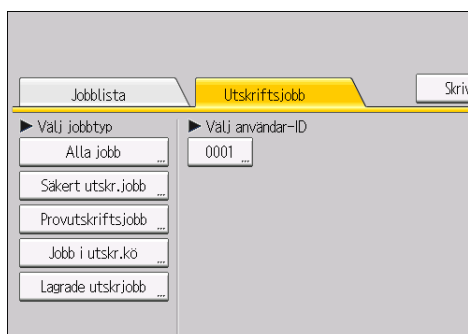 Jobblista
Utskriftsjobb
▶ Välj jobbtyp
Alla jobb
Säkert utskr.jobb
Provutskriftsjobb
Jobb i utskr.kö
Lagrade utskrjobb
▶ Välj användar-ID
0001